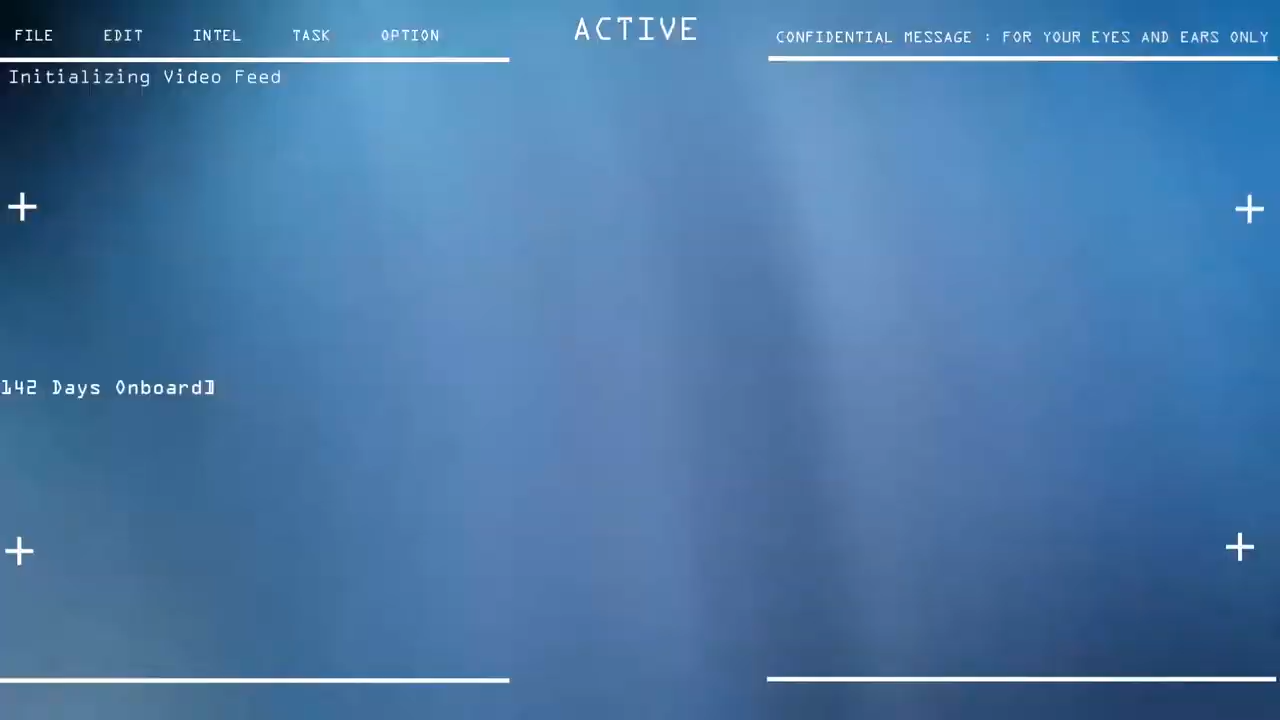 FILE EDIT INTEL TASK OPTION
ACTIVE
CONFIDENTIAL MESSAGE : FOR YOUR EYES AND EARS ONLY
Initializing Video Feed
142 Days Onboard]